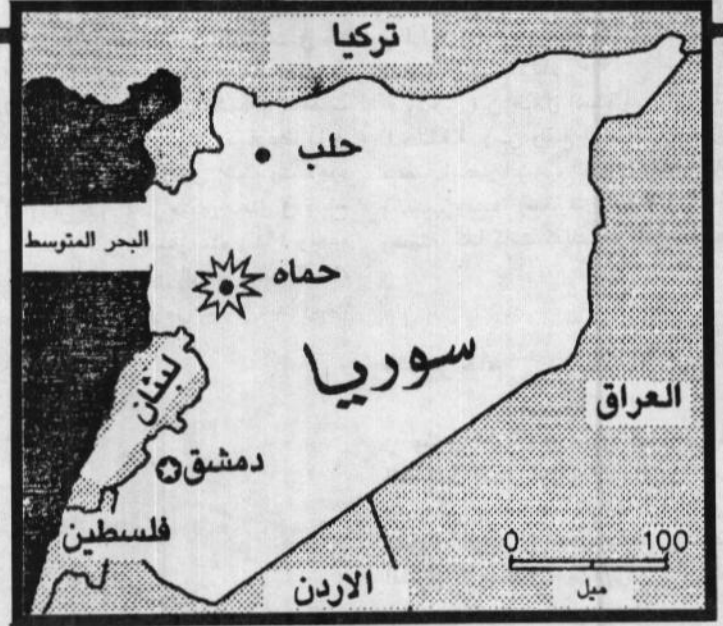 تركيا
حلب
البحر المتوسط
حماه
سوريا
لبنان
العراق
دمشق
فلسطين
0 100
ميل
الاردن